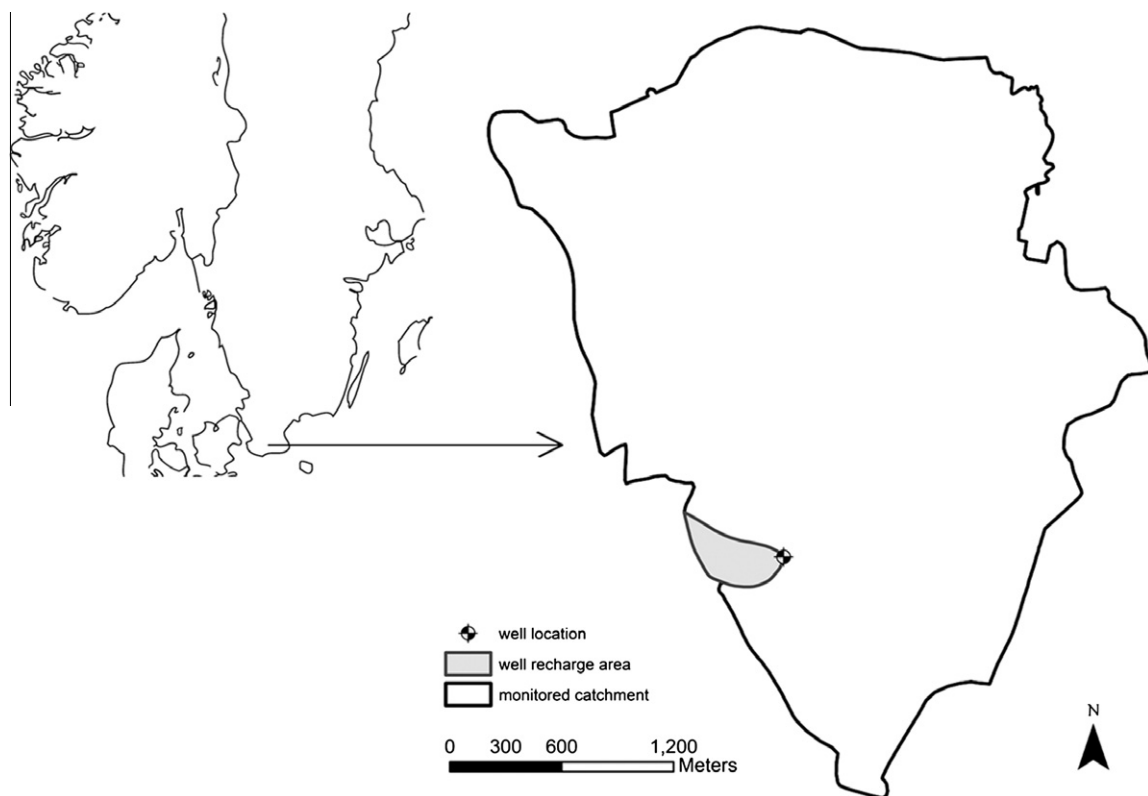 well location
well recharge area
monitored catchment
0 300 600 1,200
Meters
N